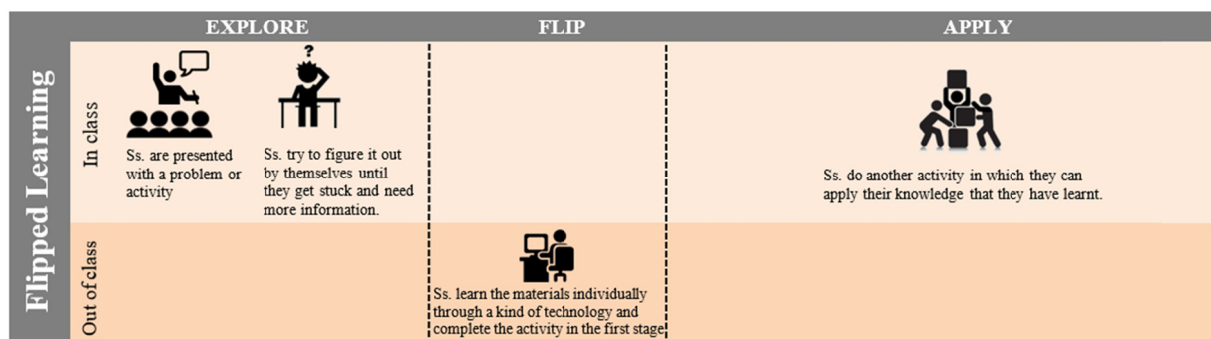 EXPLORE
FLIP
APPLY
Flipped Learning
In class
?
Ss. are presented
with a problem or
activity
Ss. try to figure it out
by themselves until
they get stuck and need
more information.
Ss. do another activity in which they can
apply their knowledge that they have learnt.
Out of class
Ss. learn the materials individually
through a kind of technology and
complete the activity in the first stage